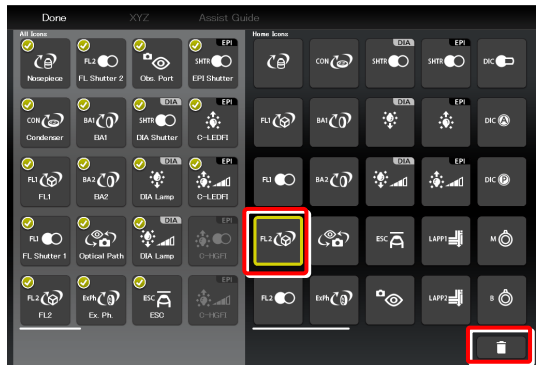 Done XYZ Assist Guide
All Icons Home Icons
EPI DIA EPI
FL2 SHTR CON SHTR SHTR DIC
Nosepiece FL Shutter 2 Obs. Port EPI Shutter
DIA EPI DIA EPI
CON BA1 SHTR FL1 BA1 DIC A
Condenser BA1 DIA Shutter C-LEDFI
DIA EPI DIA EPI
FL1 BA2 FL1 BA2 DIC P
FL1 BA2 DIA Lamp C-LEDFI
DIA EPI
FL1 FL2 ESC LAPP1 M
FL Shutter 1 Optical Path DIA Lamp C-HGFI
EPI
FL2 ExPh ESC FL2 ExPh LAPP2 B
FL2 Ex. Ph. ESC C-HGFI